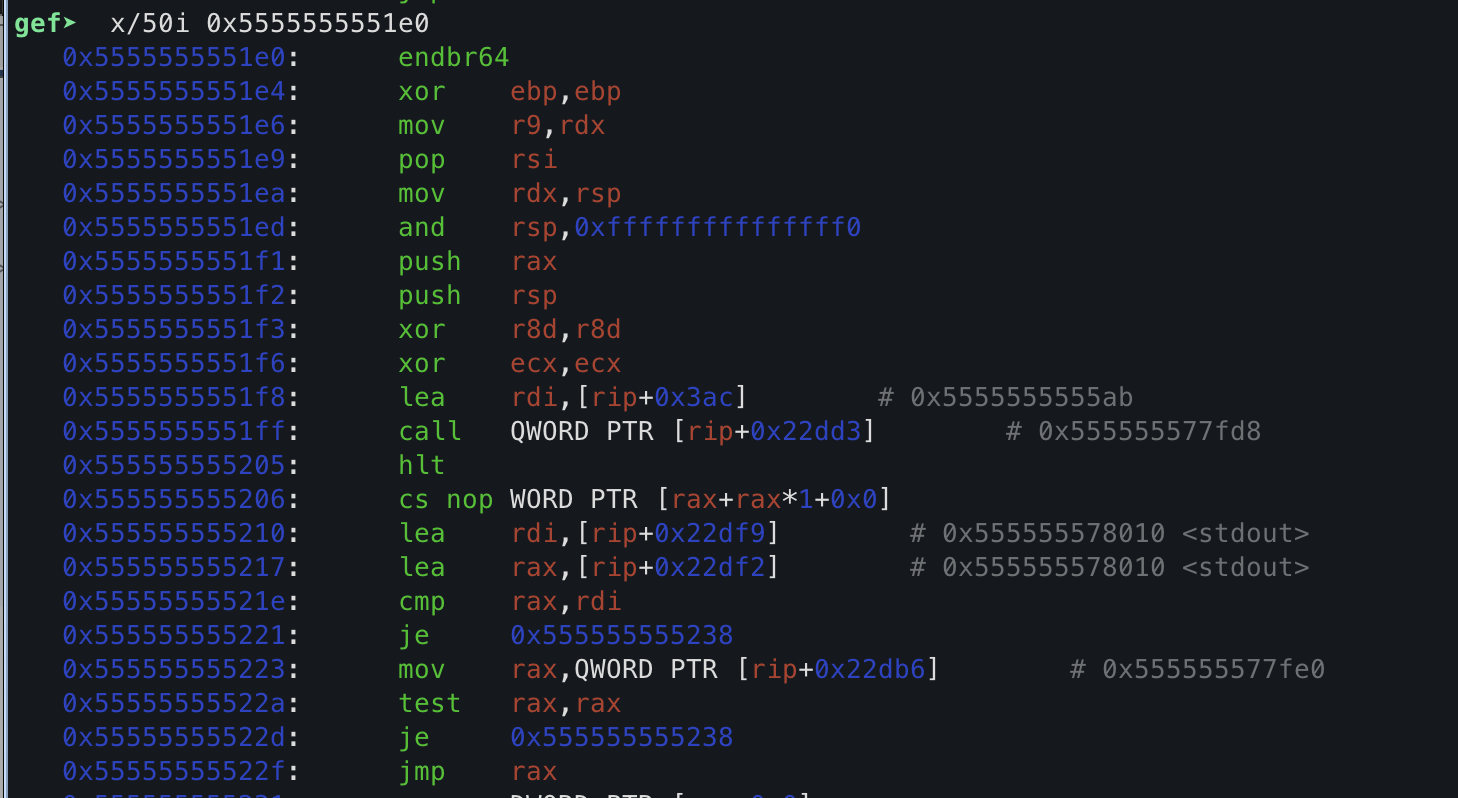 gef➤  x/50i 0x5555555551e0
   0x5555555551e0:	endbr64
   0x5555555551e4:	xor    ebp,ebp
   0x5555555551e6:	mov    r9,rdx
   0x5555555551e9:	pop    rsi
   0x5555555551ea:	mov    rdx,rsp
   0x5555555551ed:	and    rsp,0xfffffffffffffff0
   0x5555555551f1:	push   rax
   0x5555555551f2:	push   rsp
   0x5555555551f3:	xor    r8d,r8d
   0x5555555551f6:	xor    ecx,ecx
   0x5555555551f8:	lea    rdi,[rip+0x3ac]        # 0x5555555555ab
   0x5555555551ff:	call   QWORD PTR [rip+0x22dd3]        # 0x555555577fd8
   0x555555555205:	hlt
   0x555555555206:	cs nop WORD PTR [rax+rax*1+0x0]
   0x555555555210:	lea    rdi,[rip+0x22df9]        # 0x555555578010 <stdout>
   0x555555555217:	lea    rax,[rip+0x22df2]        # 0x555555578010 <stdout>
   0x55555555521e:	cmp    rax,rdi
   0x555555555221:	je     0x555555555238
   0x555555555223:	mov    rax,QWORD PTR [rip+0x22db6]        # 0x555555577fe0
   0x55555555522a:	test   rax,rax
   0x55555555522d:	je     0x555555555238
   0x55555555522f:	jmp    rax